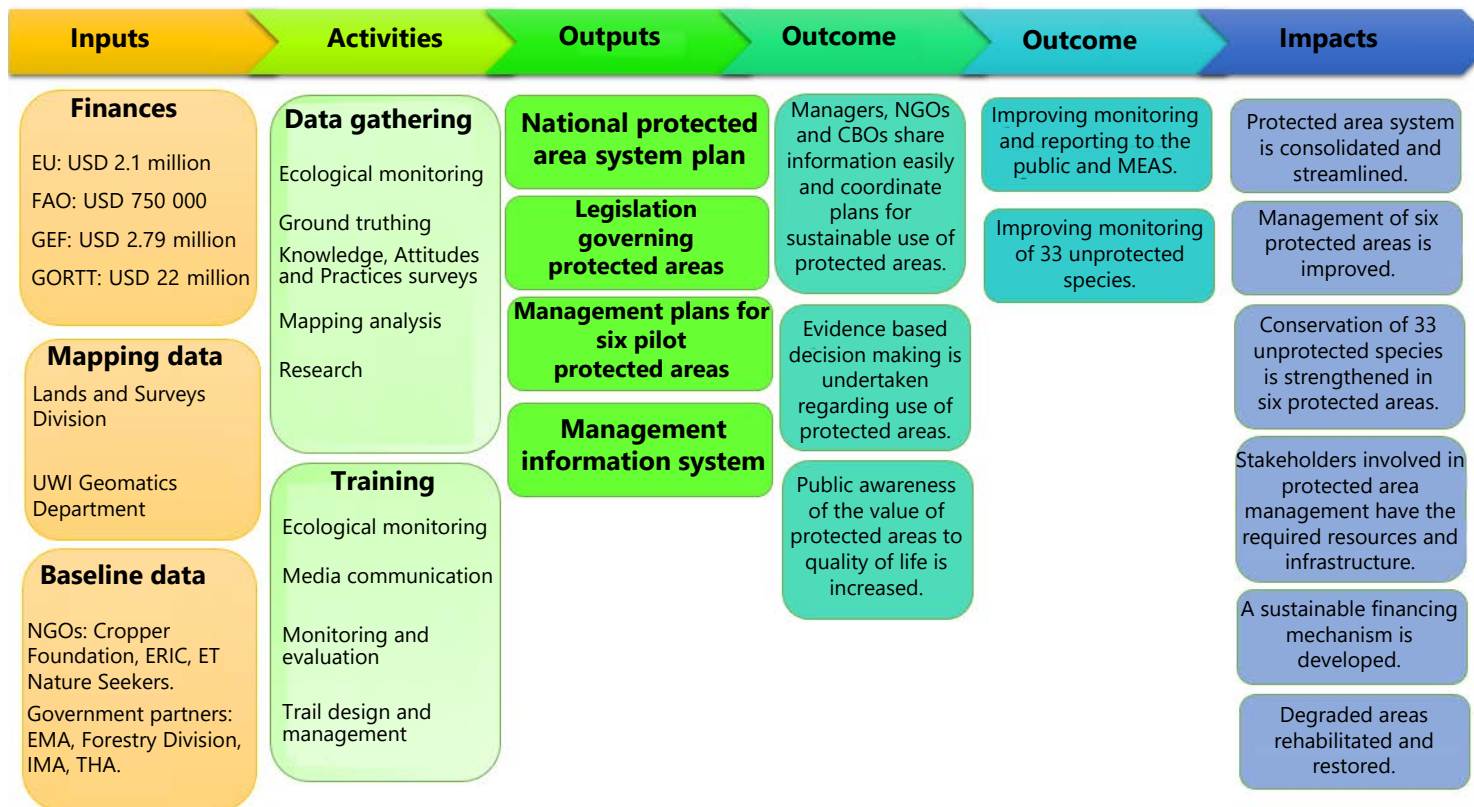 Inputs
Activities
Outputs
Outcome
Outcome
Impacts
Finances
EU: USD 2.1 million
FAO: USD 750 000
GEF: USD 2.79 million
GORTT: USD 22 million
Mapping data
Lands and Surveys
Division
UWI Geomatics
Department
Baseline data
NGOs: Cropper
Foundation, ERIC, ET
Nature Seekers.
Government partners:
EMA, Forestry Division,
IMA, THA.
Data gathering
Ecological monitoring
Ground truthing
Knowledge, Attitudes
and Practices surveys
Mapping analysis
Research
Training
Ecological monitoring
Media communication
Monitoring and
evaluation
Trail design and
management
National protected
area system plan
Legislation
governing
protected areas
Management plans for
six pilot
protected areas
Management
information system
Managers, NGOs
and CBOs share
information easily
and coordinate
plans for
sustainable use of
protected areas.
Evidence based
decision making is
undertaken
regarding use of
protected areas.
Public awareness
of the value of
protected areas to
quality of life is
increased.
Improving monitoring
and reporting to the
public and MEAS.
Improving monitoring
of 33 unprotected
species.
Protected area system
is consolidated and
streamlined.
Management of six
protected areas is
improved.
Conservation of 33
unprotected species
is strengthened in
six protected areas.
Stakeholders involved in
protected area
management have the
required resources and
infrastructure.
A sustainable financing
mechanism is
developed.
Degraded areas
rehabilitated and
restored.